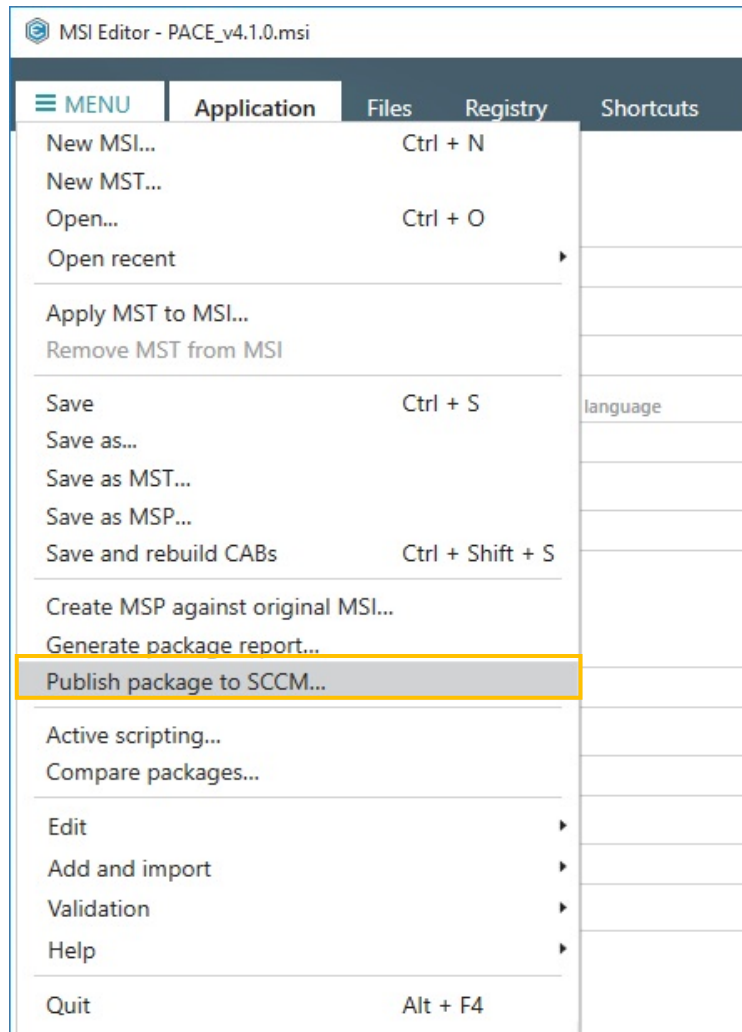 MSI Editor - PACE_v4.1.0.msi
MENU Application Files Registry Shortcuts
New MSI... Ctrl + N
New MST...
Open... Ctrl + O
Open recent
Apply MST to MSI...
Remove MST from MSI
Save Ctrl + S
language
Save as...
Save as MST...
Save as MSP...
Save and rebuild CABs Ctrl + Shift + S
Create MSP against original MSI...
Generate package report...
Publish package to SCCM...
Active scripting...
Compare packages...
Edit
Add and import
Validation
Help
Quit Alt + F4